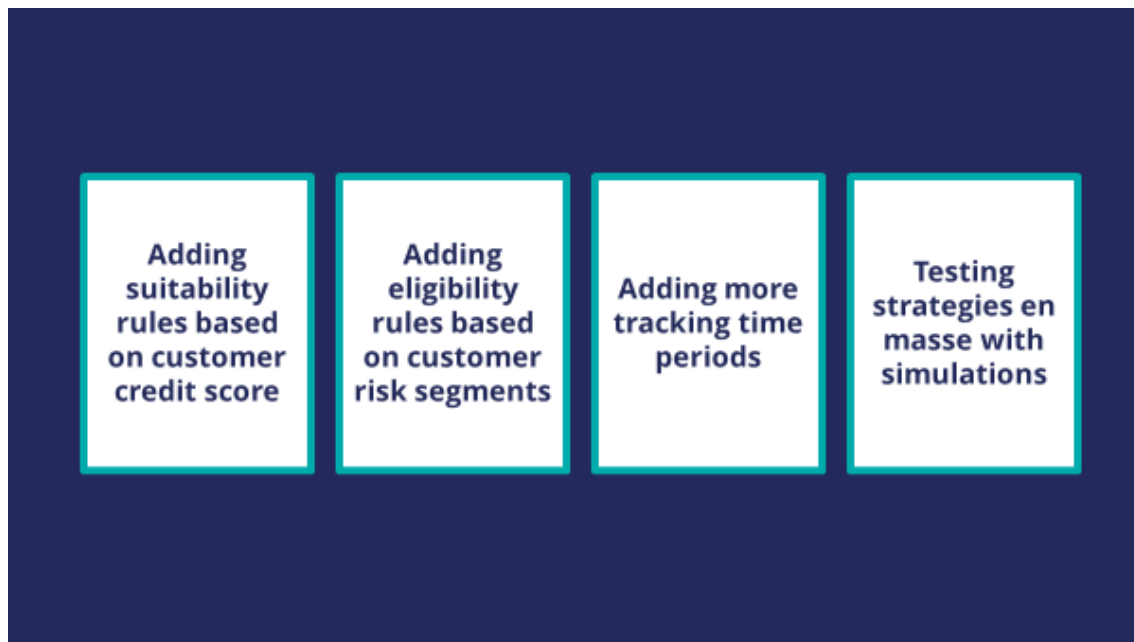 Adding
suitability
rules based
on customer
credit score
Adding
eligibility
rules based
on customer
risk segments
Adding more
tracking time
periods
Testing
strategies en
masse with
simulations